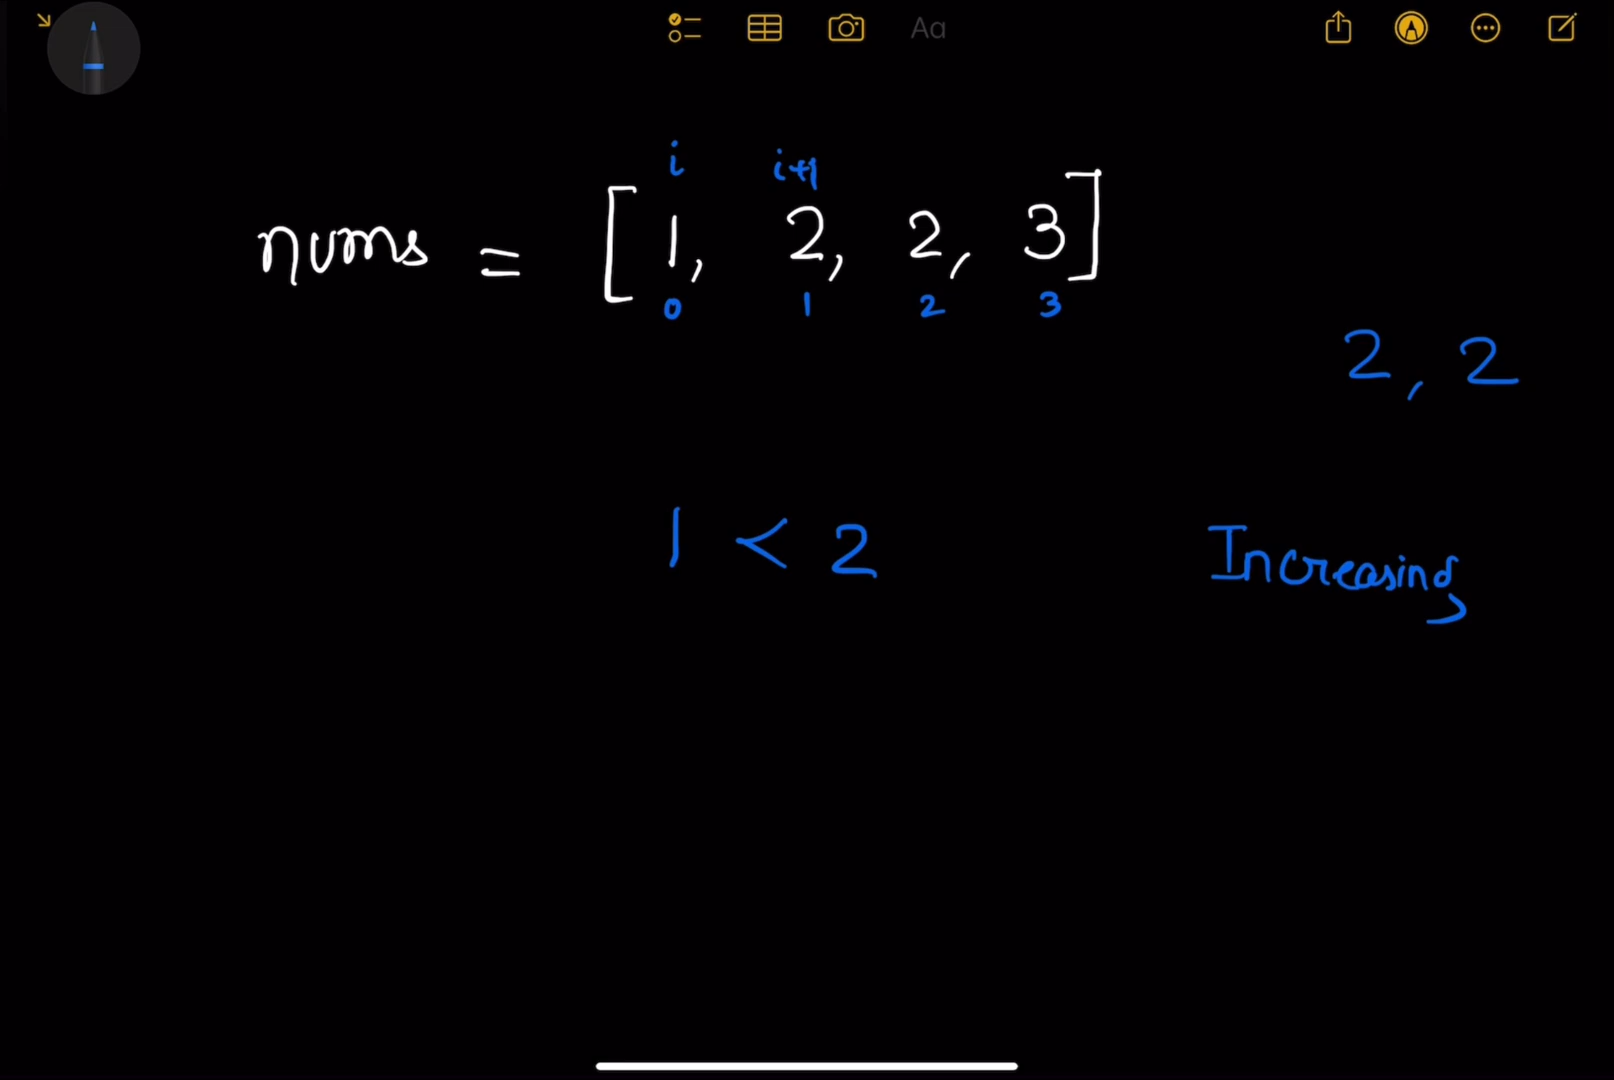 Aa
i i+1
nums = [1, 2, 2, 3]
0 1 2 3
2, 2
1 < 2
Increasing